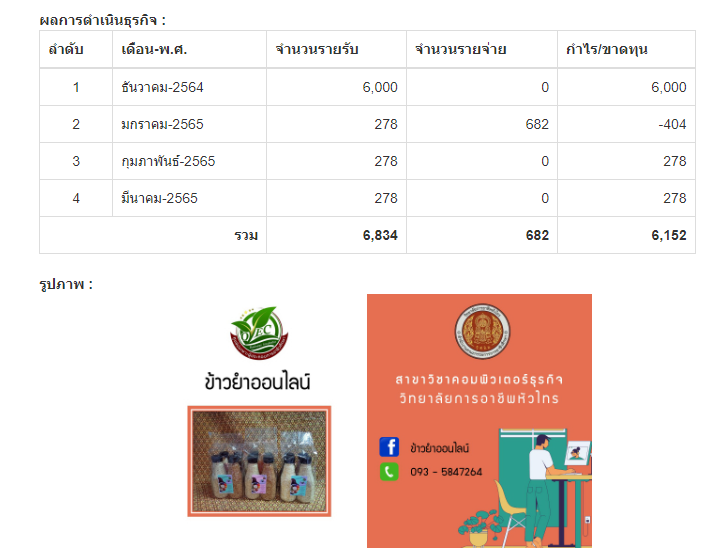 ผลการดำเนินธุรกิจ :
ลำดับ เดือน-พ.ศ. จำนวนรายรับ จำนวนรายจ่าย กำไร/ขาดทุน
1 ธันวาคม-2564 6,000 0 6,000
2 มกราคม-2565 278 682 -404
3 กุมภาพันธ์-2565 278 0 278
4 มีนาคม-2565 278 0 278
รวม 6,834 682 6,152
รูปภาพ :
ข้าวยำออนไลน์
สาขาวิชาคอมพิวเตอร์ธุรกิจ
วิทยาลัยการอาชีพหัวไทร
ข้าวยำออนไลน์
093 - 5847264